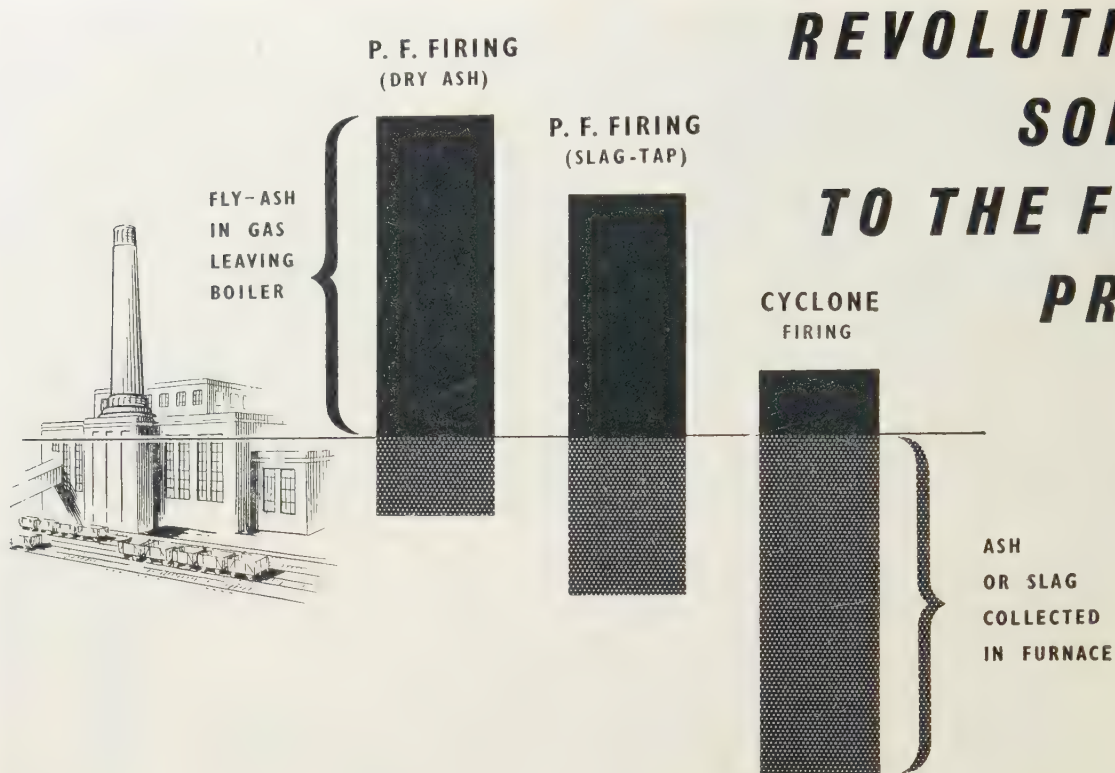 REVOLUTI
SO
TO THE F
PR
P. F. FIRING
(DRY ASH)
P. F. FIRING
(SLAG-TAP)
CYCLONE
FIRING
FLY-ASH
IN GAS
LEAVING
BOILER
ASH
OR SLAG
COLLECTED
IN FURNACE